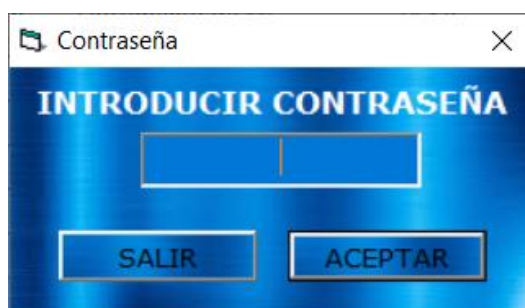 Contraseña
INTRODUCIR CONTRASEÑA
SALIR
ACEPTAR